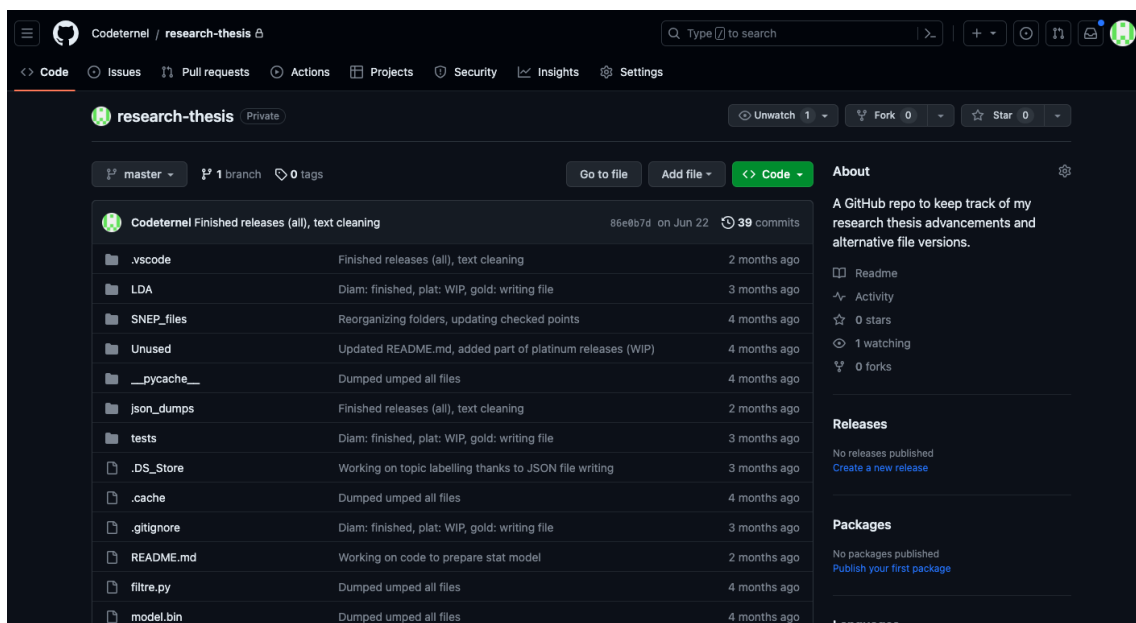 Codeternel / research-thesis
Type / to search
<> Code
Issues
Pull requests
Actions
Projects
Security
Insights
Settings
research-thesis Private
Unwatch 1
Fork 0
Star 0
master
1 branch
0 tags
Go to file
Add file
<> Code
Codeternel Finished releases (all), text cleaning 86e0b7d on Jun 22 39 commits
.vscode Finished releases (all), text cleaning 2 months ago
LDA Diam: finished, plat: WIP, gold: writing file 3 months ago
SNEP_files Reorganizing folders, updating checked points 4 months ago
Unused Updated README.md, added part of platinum releases (WIP) 4 months ago
__pycache__ Dumped umped all files 4 months ago
json_dumps Finished releases (all), text cleaning 2 months ago
tests Diam: finished, plat: WIP, gold: writing file 3 months ago
.DS_Store Working on topic labelling thanks to JSON file writing 3 months ago
.cache Dumped umped all files 4 months ago
.gitignore Diam: finished, plat: WIP, gold: writing file 3 months ago
README.md Working on code to prepare stat model 2 months ago
filtre.py Dumped umped all files 4 months ago
model.bin Dumped umped all files 4 months ago
About
A GitHub repo to keep track of my
research thesis advancements and
alternative file versions.
Readme
Activity
0 stars
1 watching
0 forks
Releases
No releases published
Create a new release
Packages
No packages published
Publish your first package